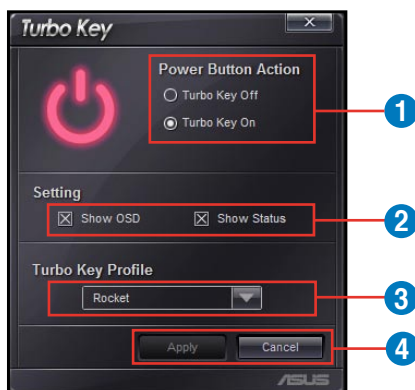 Turbo Key
Power Button Action
Turbo Key Off
Turbo Key On
1
Setting
Show OSD Show Status
2
Turbo Key Profile
Rocket
3
Apply Cancel
4
ASUS